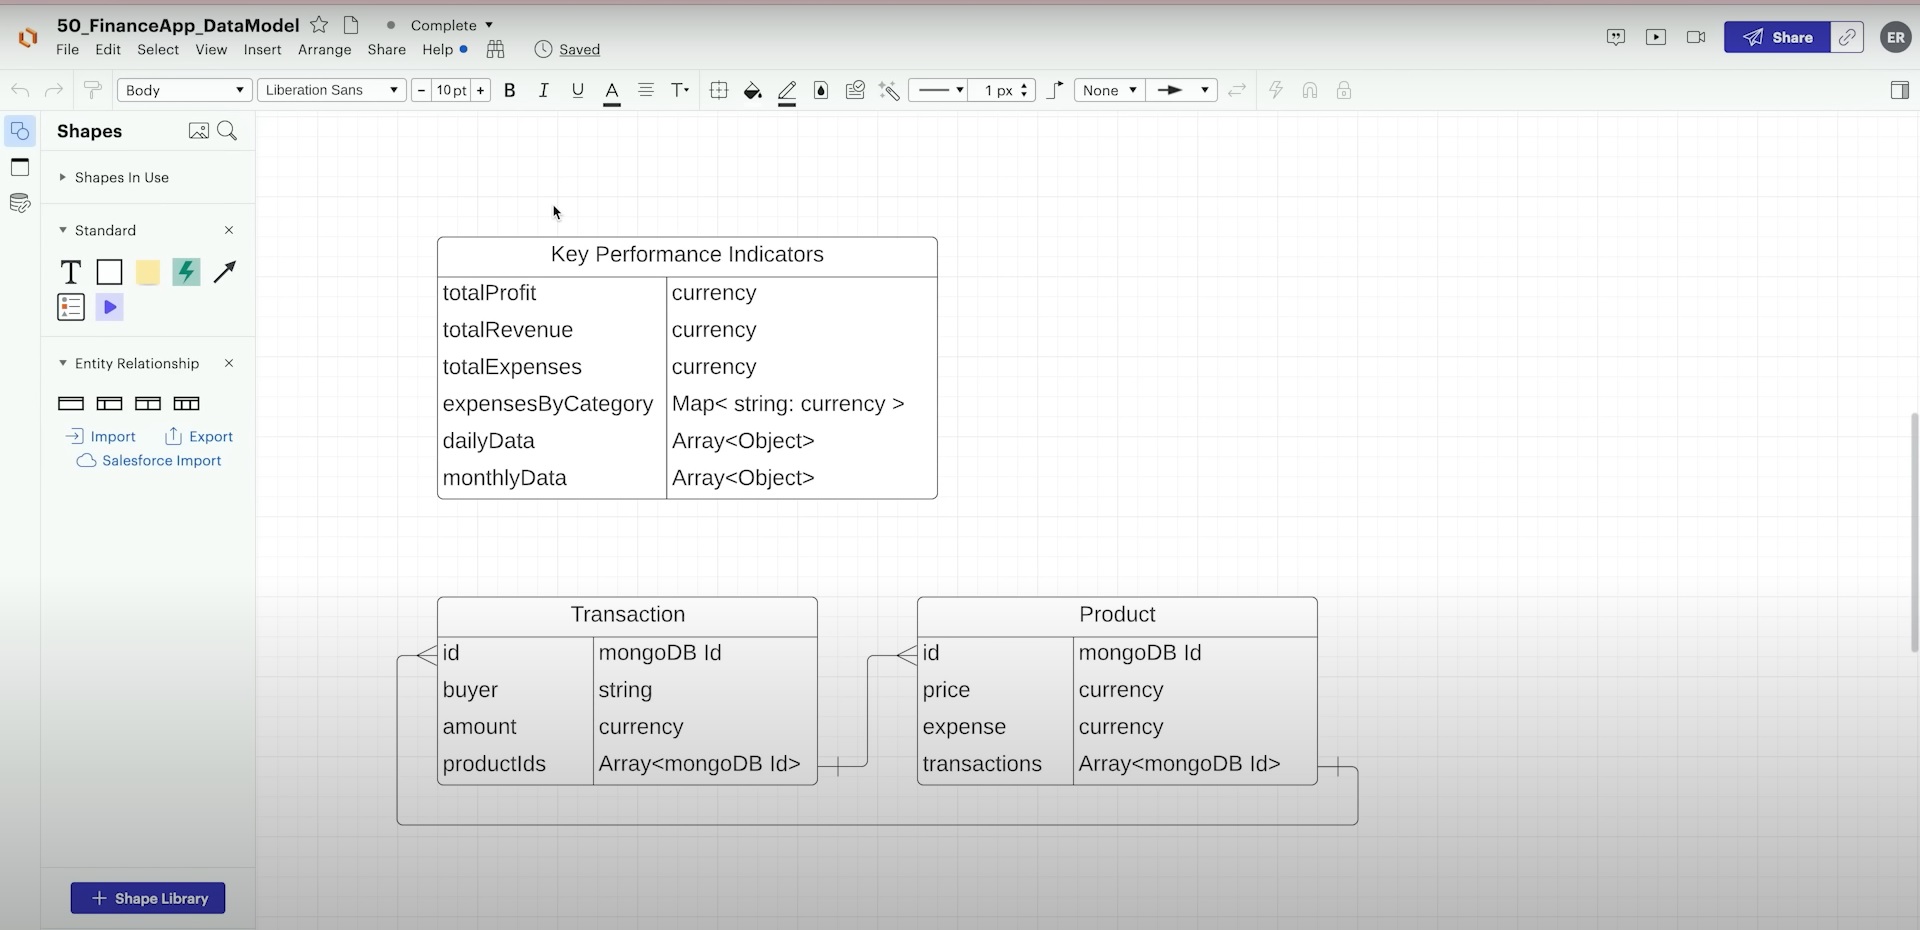 50_FinanceApp_DataModel
Complete
File Edit Select View Insert Arrange Share Help
Saved
Share
ER
Body
Liberation Sans
- 10 pt +
B I U A T
1 px
None
Shapes
Shapes In Use
Standard
T
Entity Relationship
Import
Export
Salesforce Import
+ Shape Library
Key Performance Indicators
totalProfit currency
totalRevenue currency
totalExpenses currency
expensesByCategory Map< string: currency >
dailyData Array<Object>
monthlyData Array<Object>
Transaction
id mongoDB Id
buyer string
amount currency
productIds Array<mongoDB Id>
Product
id mongoDB Id
price currency
expense currency
transactions Array<mongoDB Id>